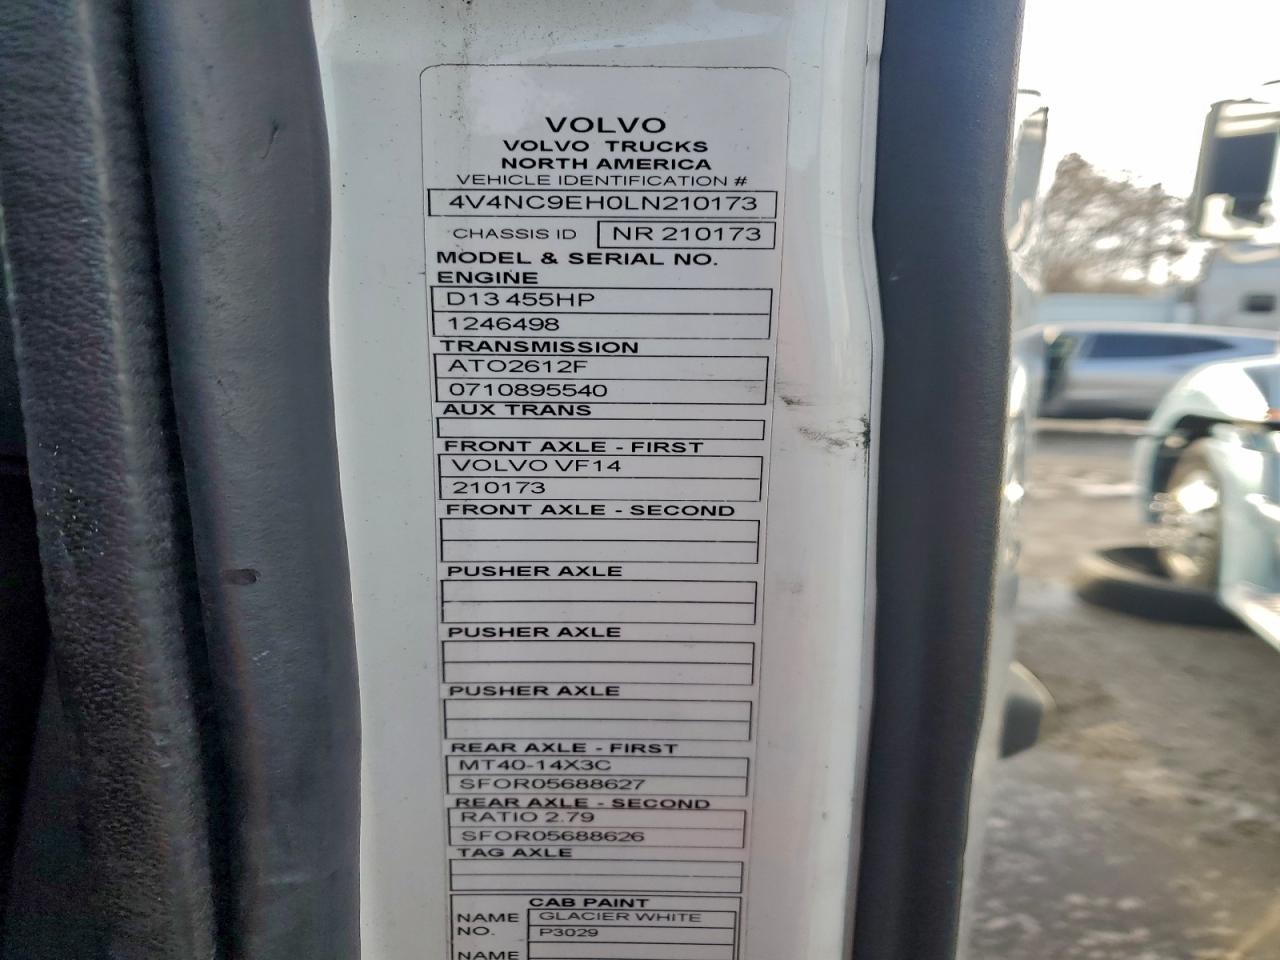 VOLVO
VOLVO TRUCKS
NORTH AMERICA
VEHICLE IDENTIFICATION #
4V4NC9EH0LN210173
CHASSIS ID NR 210173
MODEL & SERIAL NO.
ENGINE
D13 455HP
1246498
TRANSMISSION
ATO2612F
0710895540
AUX TRANS
FRONT AXLE - FIRST
VOLVO VF14
210173
FRONT AXLE - SECOND
PUSHER AXLE
PUSHER AXLE
PUSHER AXLE
REAR AXLE - FIRST
MT40-14X3C
SFOR05688627
REAR AXLE - SECOND
RATIO 2.79
SFOR05688626
TAG AXLE
CAB PAINT
NAME GLACIER WHITE
NO. P3029
NAME